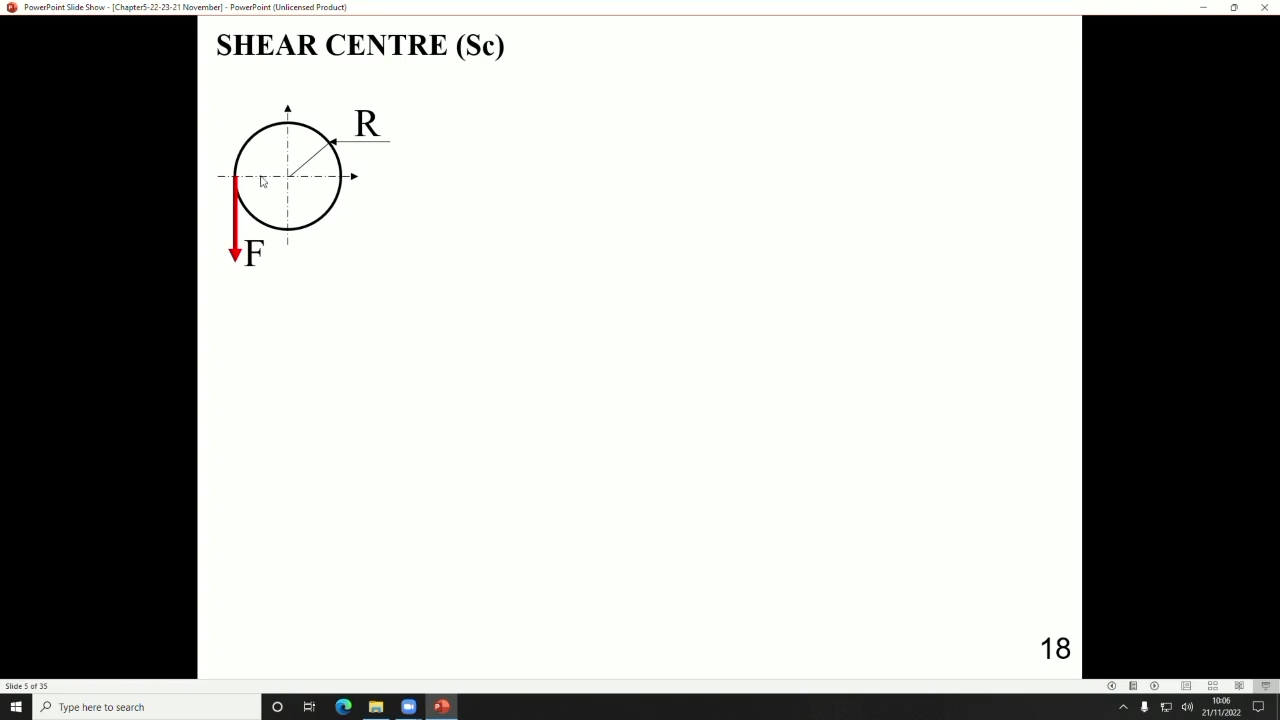 PowerPoint Slide Show - [Chapter5-22-23-21 November] - PowerPoint (Unlicensed Product)
SHEAR CENTRE (Sc)
R
F
18
Slide 5 of 35
Type here to search
10:06
21/11/2022